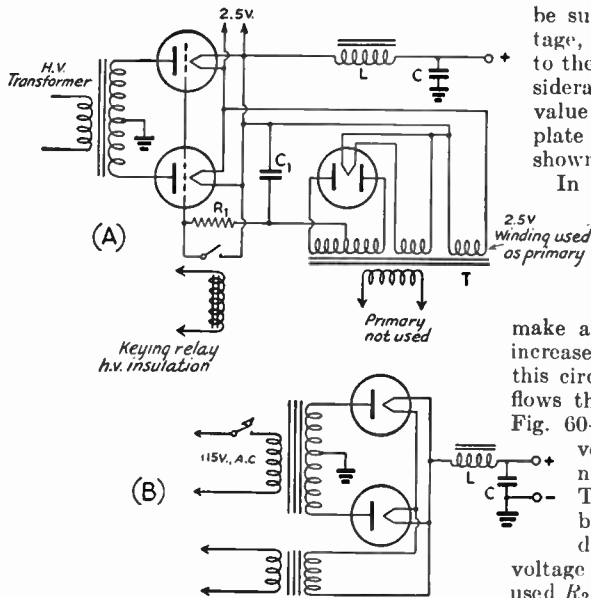 2.5V.
H.V.
Transformer
L
+
C
C1
R1
(A)
2.5V
Winding used
as primary
T
Primary
not used
Keying relay
h.v. insulation
(B)
115V., A.C
L
+
C
-
be su
tage,
to the
sidera
value
plate
shown
In
make a
increase
this circ
flows th
Fig. 60-
v
n
T
b
d
voltage
used R2